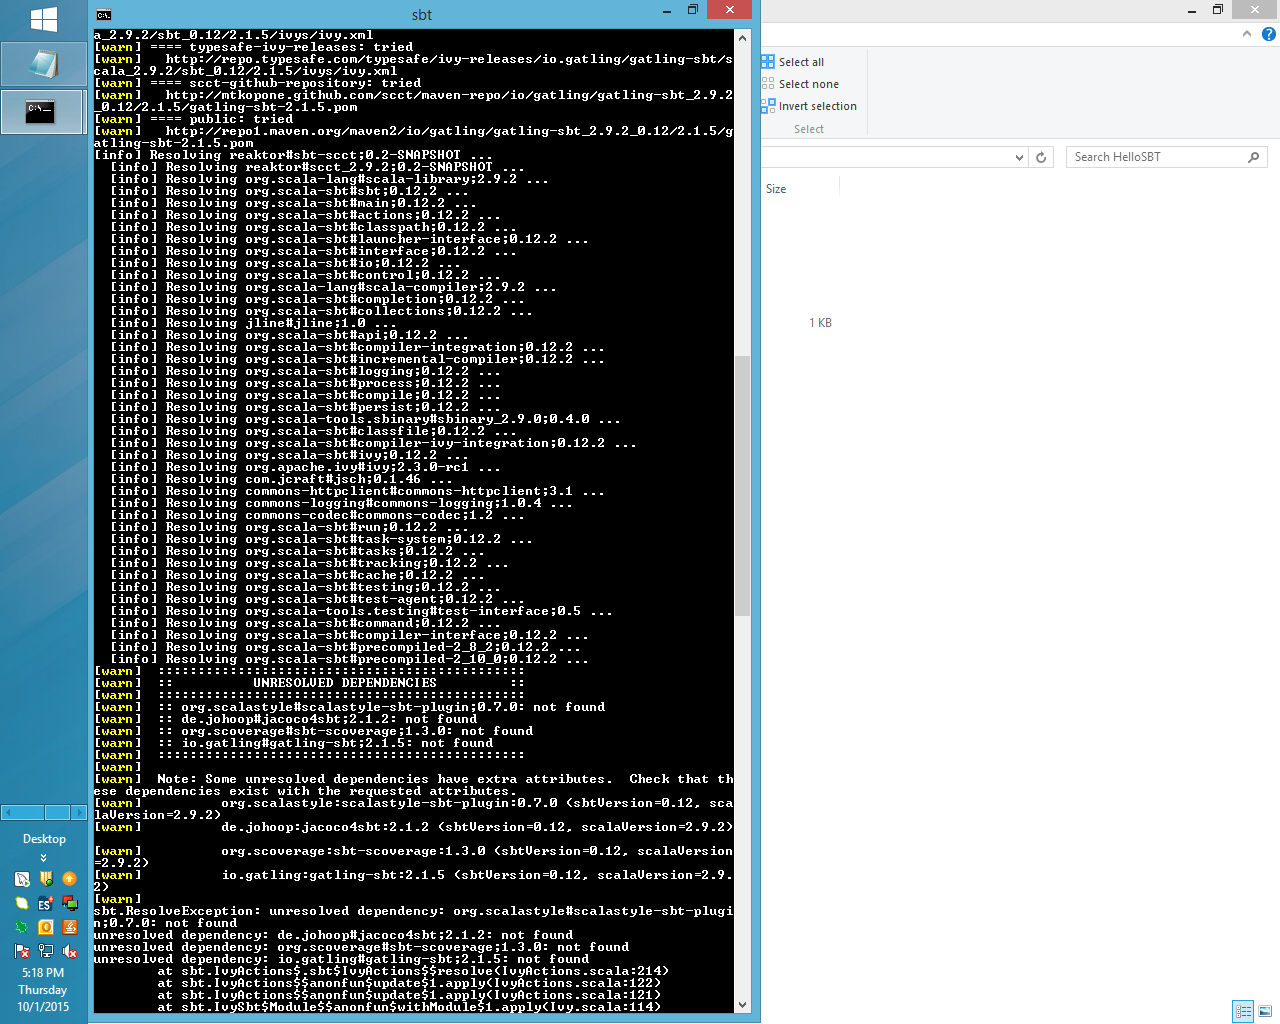 sbt
a_2.9.2/sbt_0.12/2.1.5/ivys/ivy.xml
[warn] ==== typesafe-ivy-releases: tried
[warn]   http://repo.typesafe.com/typesafe/ivy-releases/io.gatling/gatling-sbt/s
cala_2.9.2/sbt_0.12/2.1.5/ivys/ivy.xml
[warn] ==== scct-github-repository: tried
[warn]   http://mtkopone.github.com/scct/maven-repo/io/gatling/gatling-sbt_2.9.2
_0.12/2.1.5/gatling-sbt-2.1.5.pom
[warn] ==== public: tried
[warn]   http://repo1.maven.org/maven2/io/gatling/gatling-sbt_2.9.2_0.12/2.1.5/g
atling-sbt-2.1.5.pom
[info] Resolving reaktor#sbt-scct;0.2-SNAPSHOT ...
[info] Resolving reaktor#scct_2.9.2;0.2-SNAPSHOT ...
[info] Resolving org.scala-lang#scala-library;2.9.2 ...
[info] Resolving org.scala-sbt#sbt;0.12.2 ...
[info] Resolving org.scala-sbt#main;0.12.2 ...
[info] Resolving org.scala-sbt#actions;0.12.2 ...
[info] Resolving org.scala-sbt#classpath;0.12.2 ...
[info] Resolving org.scala-sbt#launcher-interface;0.12.2 ...
[info] Resolving org.scala-sbt#interface;0.12.2 ...
[info] Resolving org.scala-sbt#io;0.12.2 ...
[info] Resolving org.scala-sbt#control;0.12.2 ...
[info] Resolving org.scala-lang#scala-compiler;2.9.2 ...
[info] Resolving org.scala-sbt#completion;0.12.2 ...
[info] Resolving org.scala-sbt#collections;0.12.2 ...
[info] Resolving jline#jline;1.0 ...
[info] Resolving org.scala-sbt#api;0.12.2 ...
[info] Resolving org.scala-sbt#compiler-integration;0.12.2 ...
[info] Resolving org.scala-sbt#incremental-compiler;0.12.2 ...
[info] Resolving org.scala-sbt#logging;0.12.2 ...
[info] Resolving org.scala-sbt#process;0.12.2 ...
[info] Resolving org.scala-sbt#compile;0.12.2 ...
[info] Resolving org.scala-sbt#persist;0.12.2 ...
[info] Resolving org.scala-tools.sbinary#sbinary_2.9.0;0.4.0 ...
[info] Resolving org.scala-sbt#classfile;0.12.2 ...
[info] Resolving org.scala-sbt#compiler-ivy-integration;0.12.2 ...
[info] Resolving org.scala-sbt#ivy;0.12.2 ...
[info] Resolving org.apache.ivy#ivy;2.3.0-rc1 ...
[info] Resolving com.jcraft#jsch;0.1.46 ...
[info] Resolving commons-httpclient#commons-httpclient;3.1 ...
[info] Resolving commons-logging#commons-logging;1.0.4 ...
[info] Resolving commons-codec#commons-codec;1.2 ...
[info] Resolving org.scala-sbt#run;0.12.2 ...
[info] Resolving org.scala-sbt#task-system;0.12.2 ...
[info] Resolving org.scala-sbt#tasks;0.12.2 ...
[info] Resolving org.scala-sbt#tracking;0.12.2 ...
[info] Resolving org.scala-sbt#cache;0.12.2 ...
[info] Resolving org.scala-sbt#testing;0.12.2 ...
[info] Resolving org.scala-sbt#test-agent;0.12.2 ...
[info] Resolving org.scala-tools.testing#test-interface;0.5 ...
[info] Resolving org.scala-sbt#command;0.12.2 ...
[info] Resolving org.scala-sbt#compiler-interface;0.12.2 ...
[info] Resolving org.scala-sbt#precompiled-2_8_2;0.12.2 ...
[info] Resolving org.scala-sbt#precompiled-2_10_0;0.12.2 ...
[warn]  ::::::::::::::::::::::::::::::::::::::::::::::
[warn]  ::          UNRESOLVED DEPENDENCIES         ::
[warn]  ::::::::::::::::::::::::::::::::::::::::::::::
[warn]  :: org.scalastyle#scalastyle-sbt-plugin;0.7.0: not found
[warn]  :: de.johoop#jacoco4sbt;2.1.2: not found
[warn]  :: org.scoverage#sbt-scoverage;1.3.0: not found
[warn]  :: io.gatling#gatling-sbt;2.1.5: not found
[warn]  ::::::::::::::::::::::::::::::::::::::::::::::
[warn]
[warn]  Note: Some unresolved dependencies have extra attributes.  Check that th
ese dependencies exist with the requested attributes.
[warn]          org.scalastyle:scalastyle-sbt-plugin:0.7.0 (sbtVersion=0.12, sca
laVersion=2.9.2)
[warn]          de.johoop:jacoco4sbt:2.1.2 (sbtVersion=0.12, scalaVersion=2.9.2)
[warn]          org.scoverage:sbt-scoverage:1.3.0 (sbtVersion=0.12, scalaVersion
=2.9.2)
[warn]          io.gatling:gatling-sbt:2.1.5 (sbtVersion=0.12, scalaVersion=2.9.
2)
[warn]
sbt.ResolveException: unresolved dependency: org.scalastyle#scalastyle-sbt-plugi
n;0.7.0: not found
unresolved dependency: de.johoop#jacoco4sbt;2.1.2: not found
unresolved dependency: org.scoverage#sbt-scoverage;1.3.0: not found
unresolved dependency: io.gatling#gatling-sbt;2.1.5: not found
at sbt.IvyActions$.sbt$IvyActions$$resolve(IvyActions.scala:214)
at sbt.IvyActions$$anonfun$update$1.apply(IvyActions.scala:122)
at sbt.IvyActions$$anonfun$update$1.apply(IvyActions.scala:121)
at sbt.IvySbt$Module$$anonfun$withModule$1.apply(Ivy.scala:114)
Select all
Select none
Invert selection
Select
Search HelloSBT
Size
1 KB
Desktop
5:18 PM
Thursday
10/1/2015